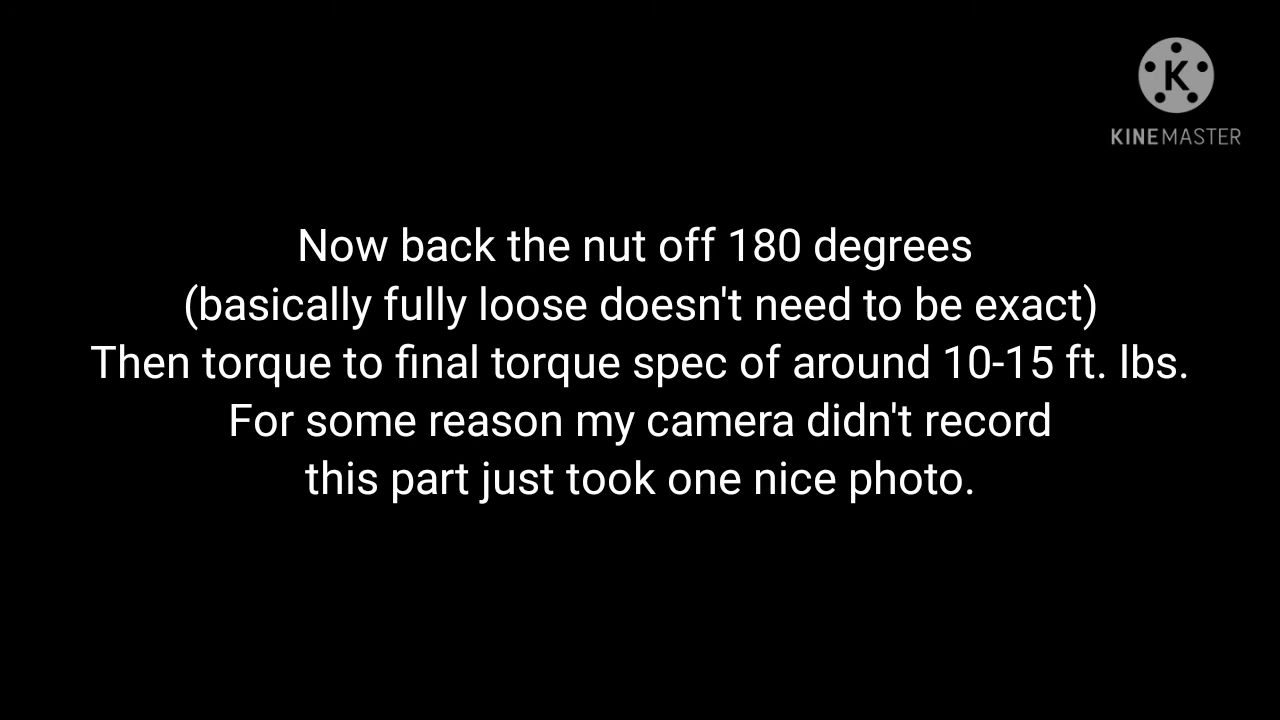 K
KINEMASTER
Now back the nut off 180 degrees
(basically fully loose doesn't need to be exact)
Then torque to final torque spec of around 10-15 ft. lbs.
For some reason my camera didn't record
this part just took one nice photo.